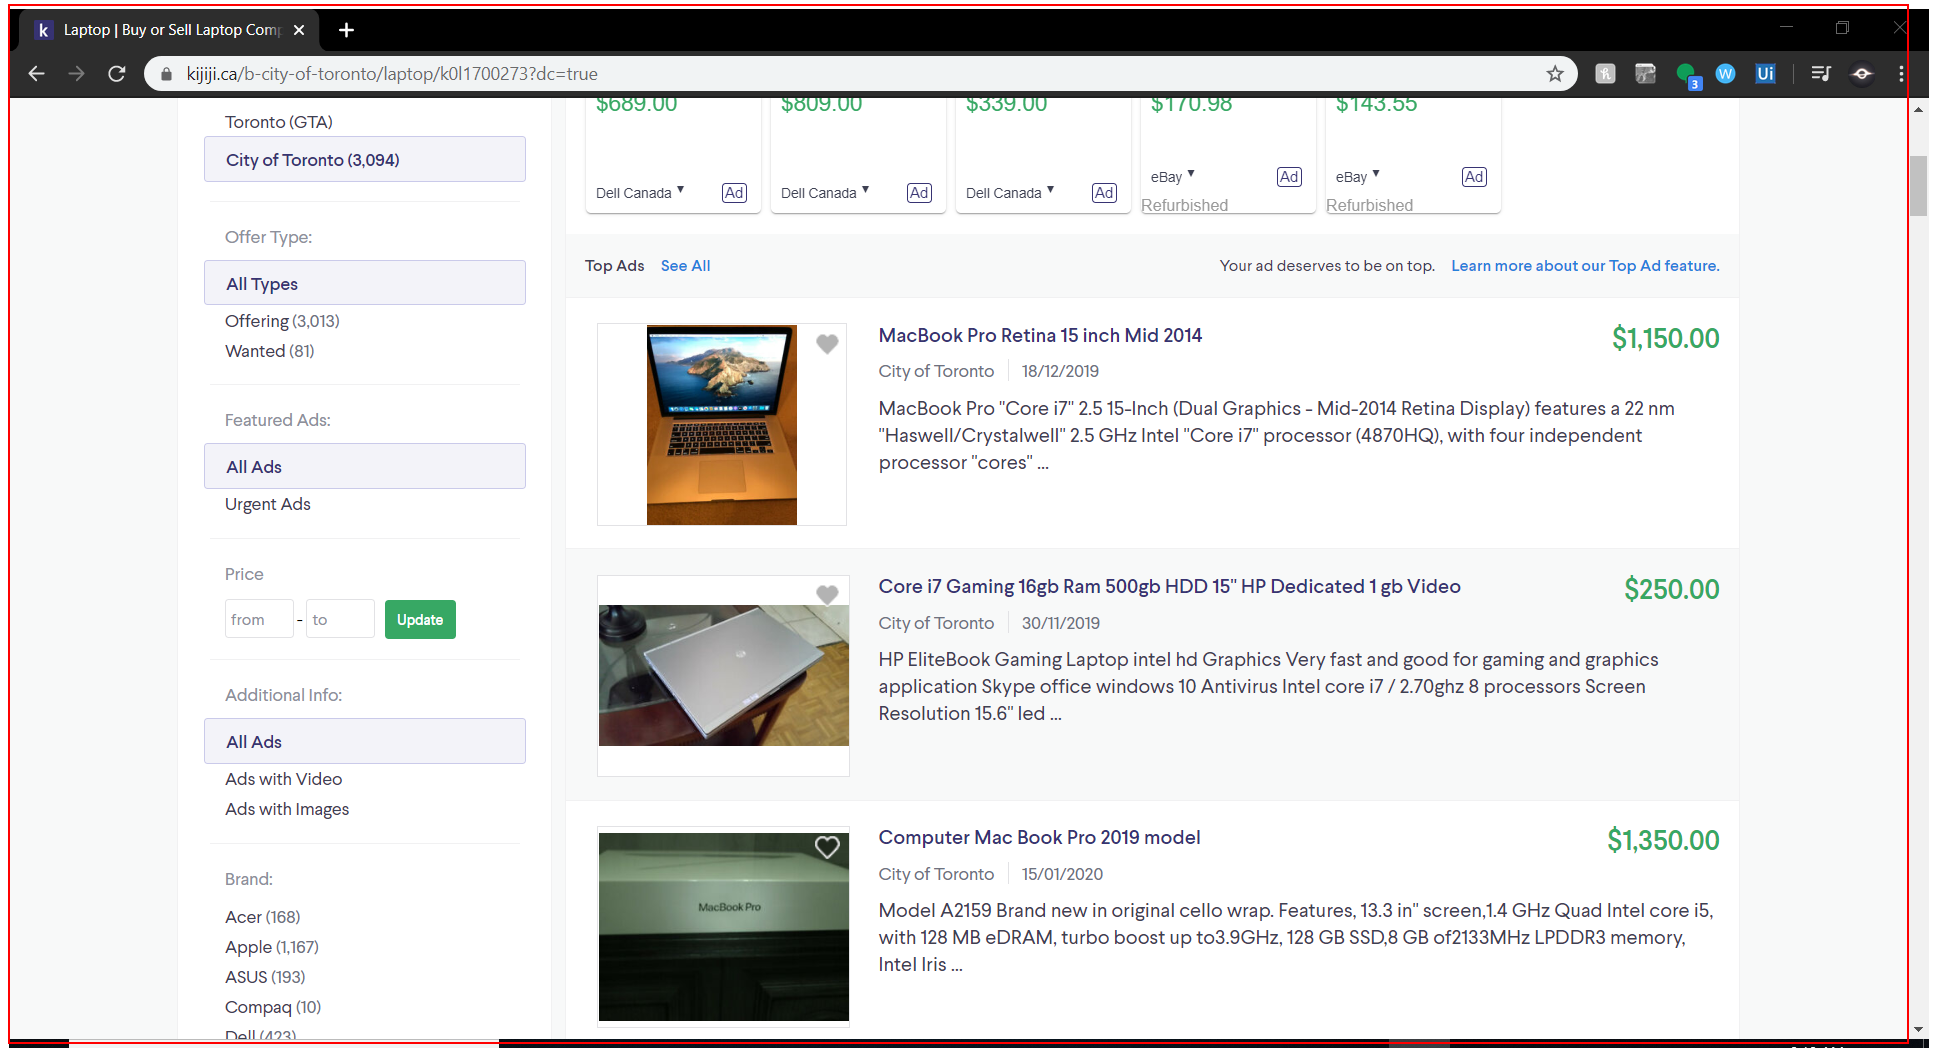 k Laptop | Buy or Sell Laptop Comp
kijiji.ca/b-city-of-toronto/laptop/k0l1700273?dc=true
3
W
Ui
Toronto (GTA)
City of Toronto (3,094)
Offer Type:
All Types
Offering (3,013)
Wanted (81)
Featured Ads:
All Ads
Urgent Ads
Price
from - to Update
Additional Info:
All Ads
Ads with Video
Ads with Images
Brand:
Acer (168)
Apple (1,167)
ASUS (193)
Compaq (10)
Dell (423)
$689.00 $809.00 $339.00 $170.98 $143.55
Dell Canada Ad Dell Canada Ad Dell Canada Ad eBay Ad eBay Ad
Refurbished Refurbished
Top Ads See All Your ad deserves to be on top. Learn more about our Top Ad feature.
MacBook Pro Retina 15 inch Mid 2014 $1,150.00
City of Toronto 18/12/2019
MacBook Pro "Core i7" 2.5 15-Inch (Dual Graphics - Mid-2014 Retina Display) features a 22 nm
"Haswell/Crystalwell" 2.5 GHz Intel "Core i7" processor (4870HQ), with four independent
processor "cores" ...
Core i7 Gaming 16gb Ram 500gb HDD 15" HP Dedicated 1 gb Video $250.00
City of Toronto 30/11/2019
HP EliteBook Gaming Laptop intel hd Graphics Very fast and good for gaming and graphics
application Skype office windows 10 Antivirus Intel core i7 / 2.70ghz 8 processors Screen
Resolution 15.6" led ...
MacBook Pro
Computer Mac Book Pro 2019 model $1,350.00
City of Toronto 15/01/2020
Model A2159 Brand new in original cello wrap. Features, 13.3 in" screen,1.4 GHz Quad Intel core i5,
with 128 MB eDRAM, turbo boost up to3.9GHz, 128 GB SSD,8 GB of2133MHz LPDDR3 memory,
Intel Iris ...